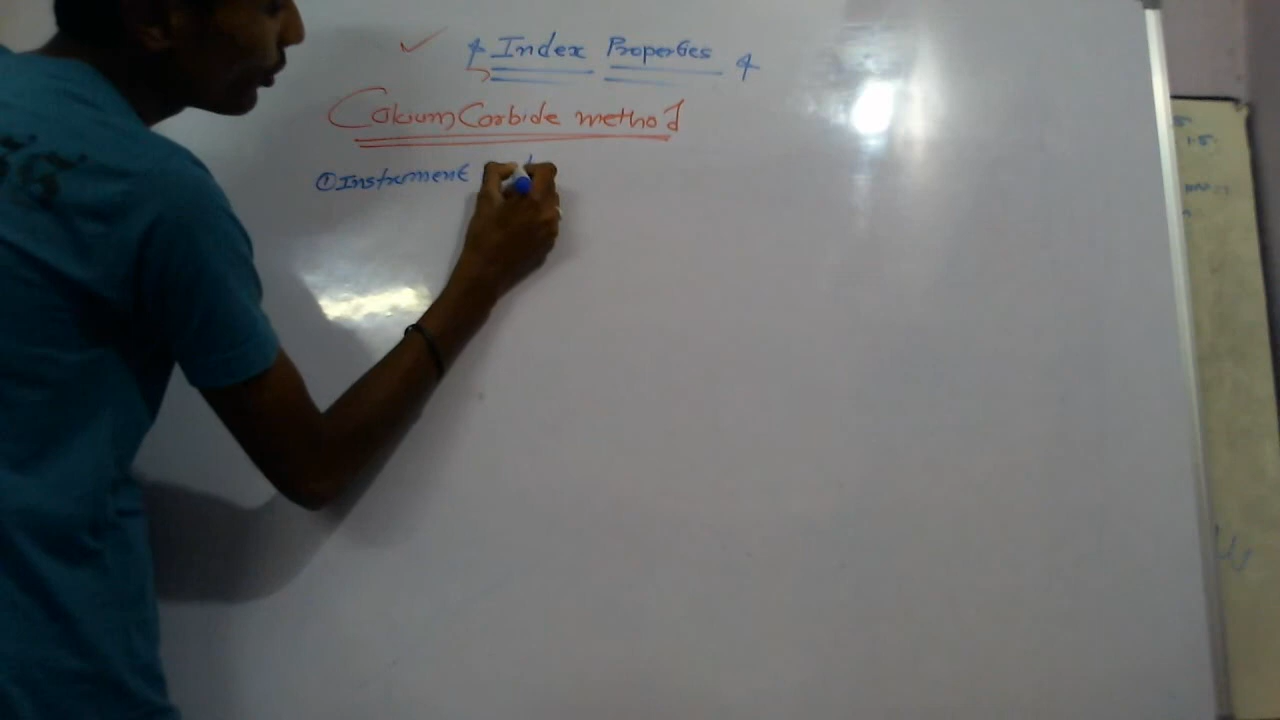 Index Properties
Calcium Carbide method
① Instrument